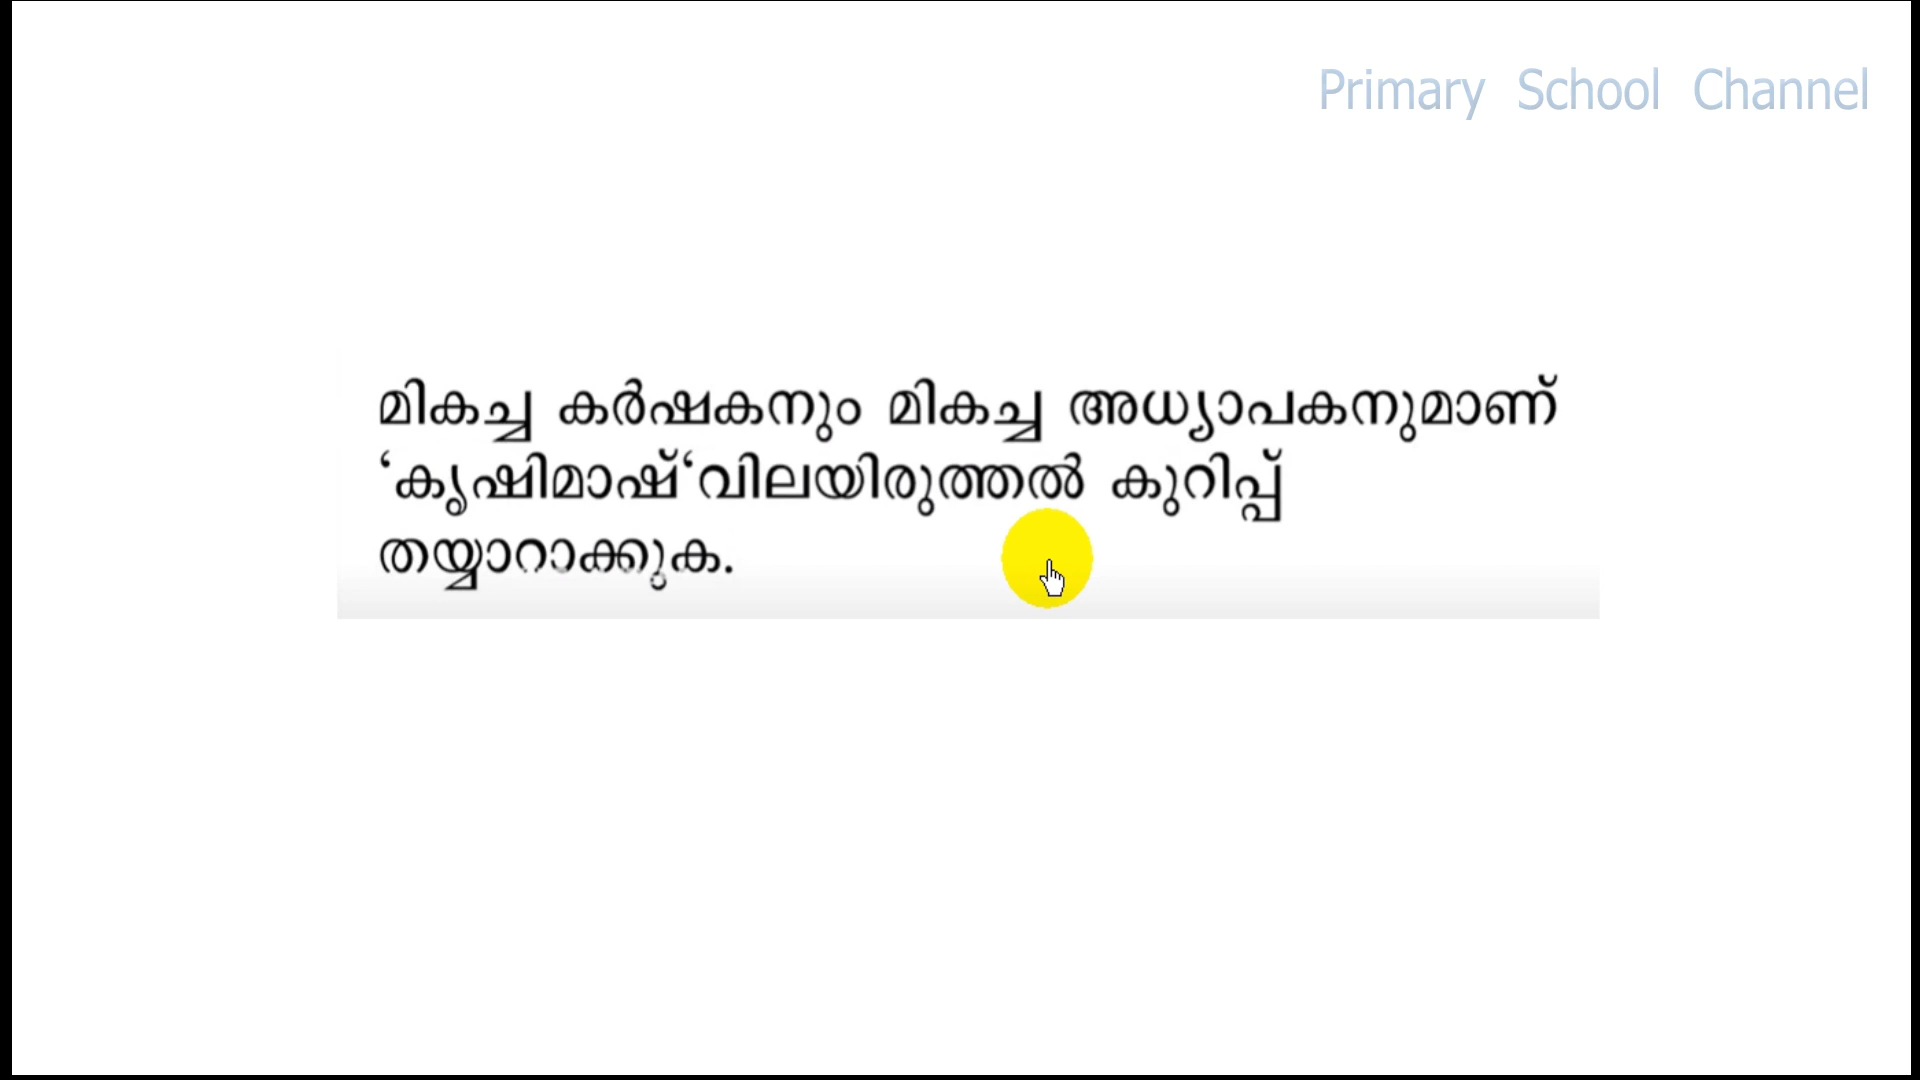 Primary School Channel
മികച്ച കർഷകനും മികച്ച അധ്യാപകനുമാണ്
‘കൃഷിമാഷ്‘വിലയിരുത്തൽ കുറിപ്പ്
തയ്യാറാക്കുക.